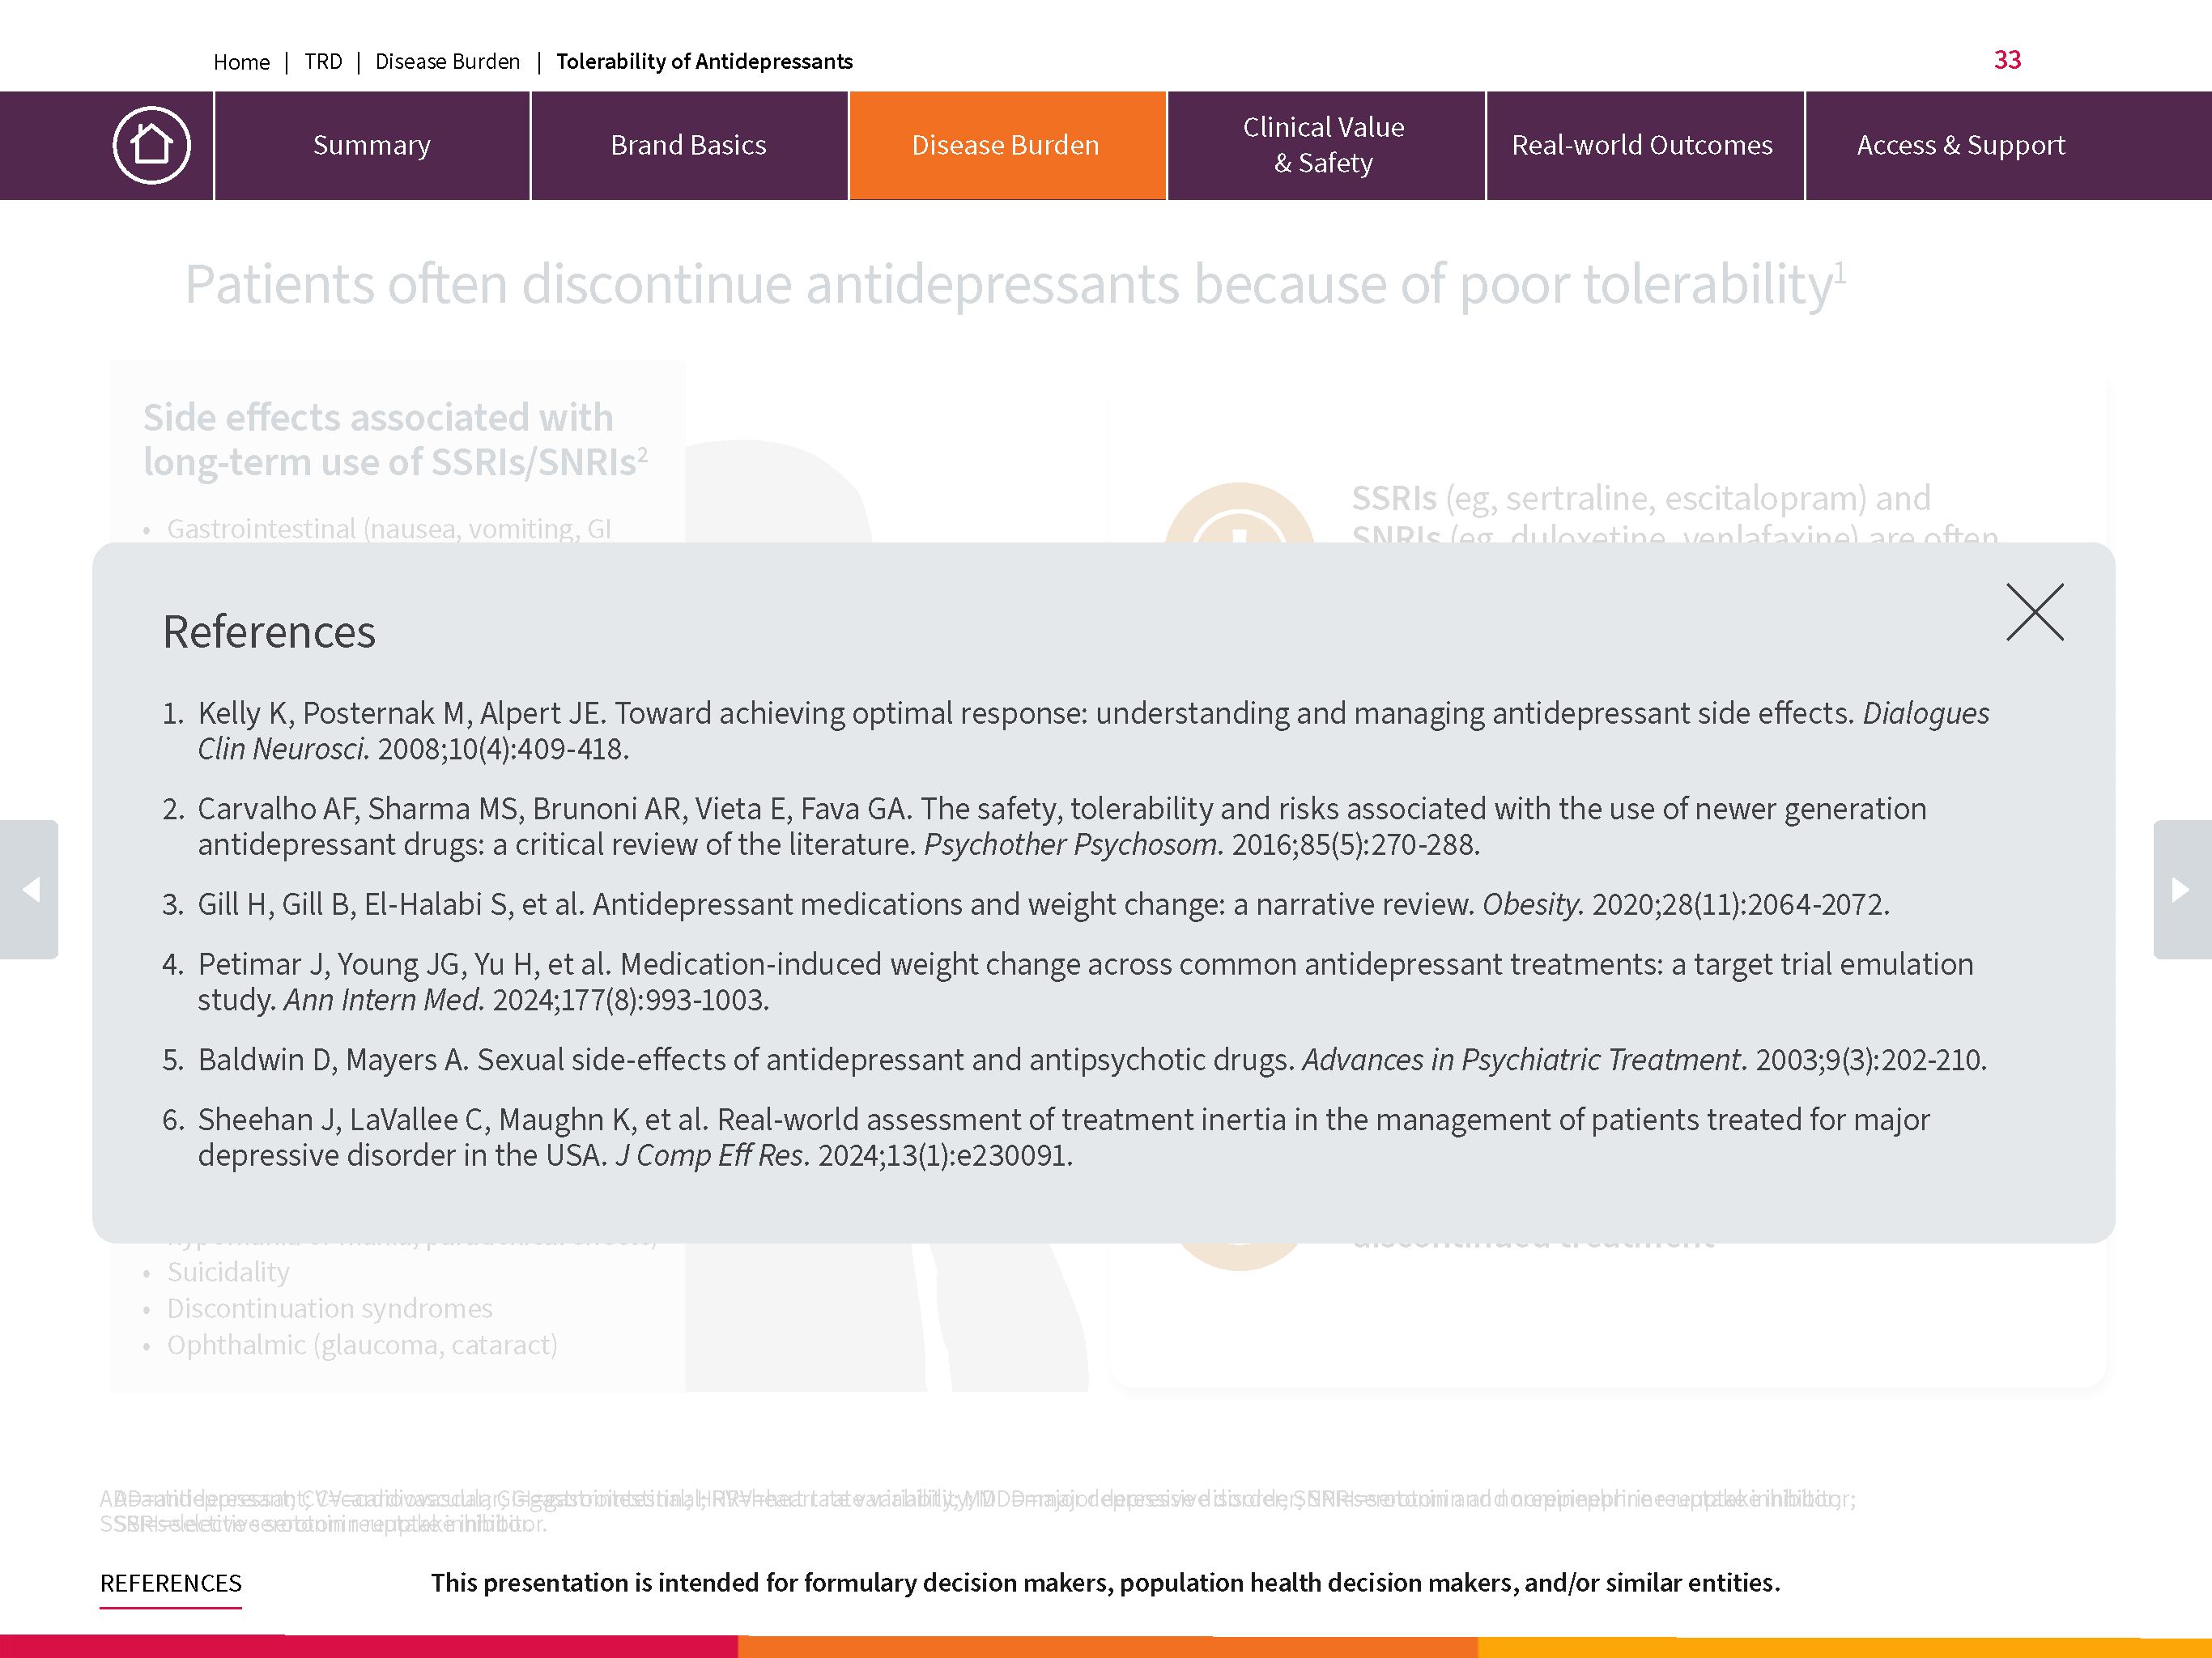 Home | TRD | Disease Burden | Tolerability of Antidepressants
33
Summary
Brand Basics
Disease Burden
Clinical Value
& Safety
Real-world Outcomes
Access & Support
Patients often discontinue antidepressants because of poor tolerability1
Side effects associated with
long-term use of SSRIs/SNRIs2
• Gastrointestinal (nausea, vomiting, GI
SSRIs (eg, sertraline, escitalopram) and
SNRIs (eg, duloxetine, venlafaxine) are often
References
1. Kelly K, Posternak M, Alpert JE. Toward achieving optimal response: understanding and managing antidepressant side effects. Dialogues
Clin Neurosci. 2008;10(4):409-418.
2. Carvalho AF, Sharma MS, Brunoni AR, Vieta E, Fava GA. The safety, tolerability and risks associated with the use of newer generation
antidepressant drugs: a critical review of the literature. Psychother Psychosom. 2016;85(5):270-288.
3. Gill H, Gill B, El-Halabi S, et al. Antidepressant medications and weight change: a narrative review. Obesity. 2020;28(11):2064-2072.
4. Petimar J, Young JG, Yu H, et al. Medication-induced weight change across common antidepressant treatments: a target trial emulation
study. Ann Intern Med. 2024;177(8):993-1003.
5. Baldwin D, Mayers A. Sexual side-effects of antidepressant and antipsychotic drugs. Advances in Psychiatric Treatment. 2003;9(3):202-210.
6. Sheehan J, LaVallee C, Maughn K, et al. Real-world assessment of treatment inertia in the management of patients treated for major
depressive disorder in the USA. J Comp Eff Res. 2024;13(1):e230091.
discontinued treatment
• Suicidality
• Discontinuation syndromes
• Ophthalmic (glaucoma, cataract)
AD=antidepressant; CV=cardiovascular; GI=gastrointestinal; HRV=heart rate variability; MDD=major depressive disorder; SNRI=serotonin and norepinephrine reuptake inhibitor;
SSRI=selective serotonin reuptake inhibitor.
REFERENCES
This presentation is intended for formulary decision makers, population health decision makers, and/or similar entities.